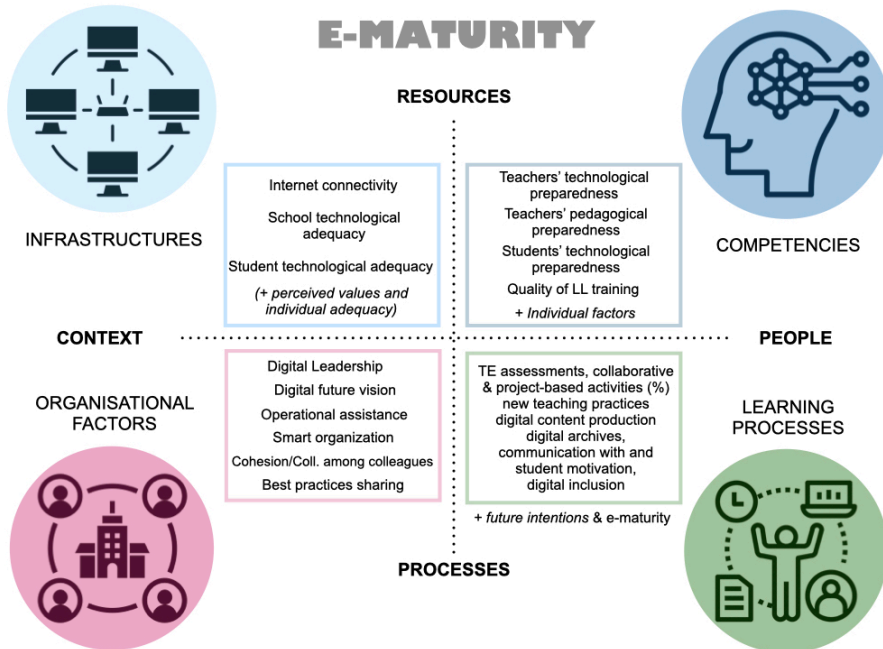 E-MATURITY
RESOURCES
INFRASTRUCTURES
Internet connectivity
School technological
adequacy
Student technological adequacy
(+ perceived values and
individual adequacy)
Teachers' technological
preparedness
Teachers' pedagogical
preparedness
Students' technological
preparedness
Quality of LL training
+ Individual factors
COMPETENCIES
CONTEXT
PEOPLE
ORGANISATIONAL
FACTORS
Digital Leadership
Digital future vision
Operational assistance
Smart organization
Cohesion/Coll. among colleagues
Best practices sharing
TE assessments, collaborative
& project-based activities (%)
new teaching practices
digital content production
digital archives,
communication with and
student motivation,
digital inclusion
+ future intentions & e-maturity
LEARNING
PROCESSES
PROCESSES